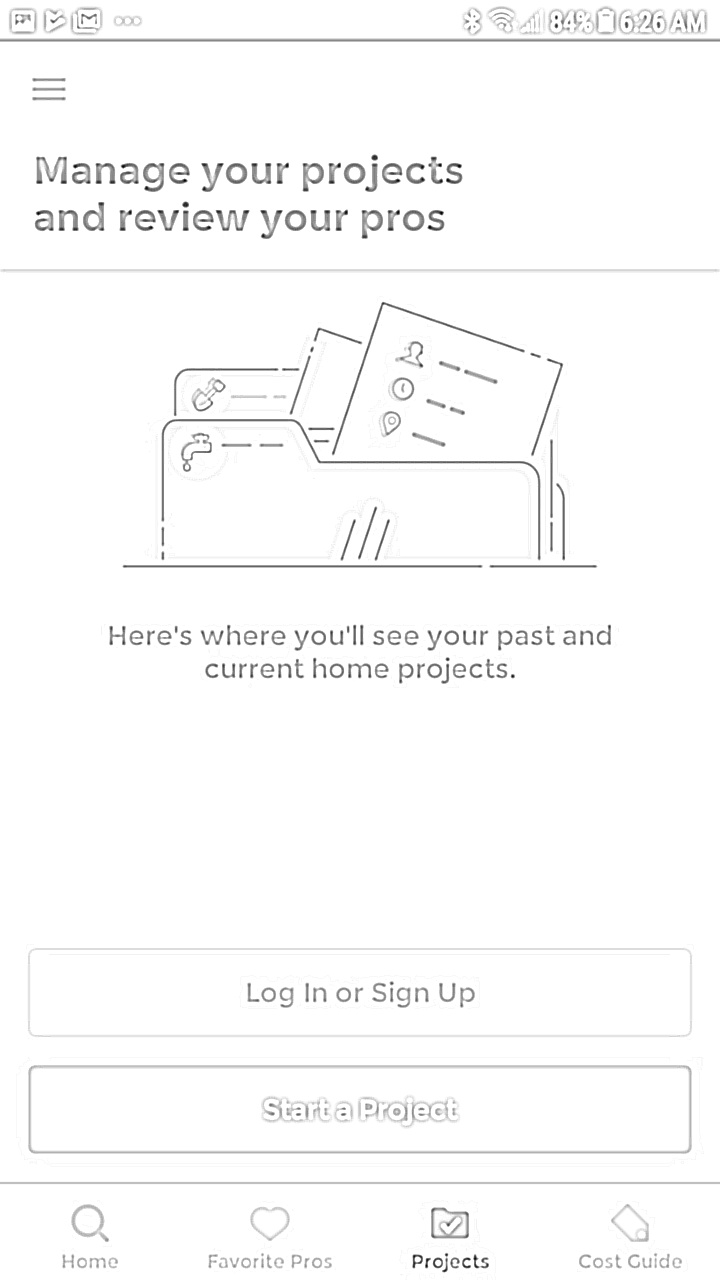 84% 6:26 AM
Manage your projects
and review your pros
Here's where you'll see your past and
current home projects.
Log In or Sign Up
Start a Project
Home Favorite Pros Projects Cost Guide